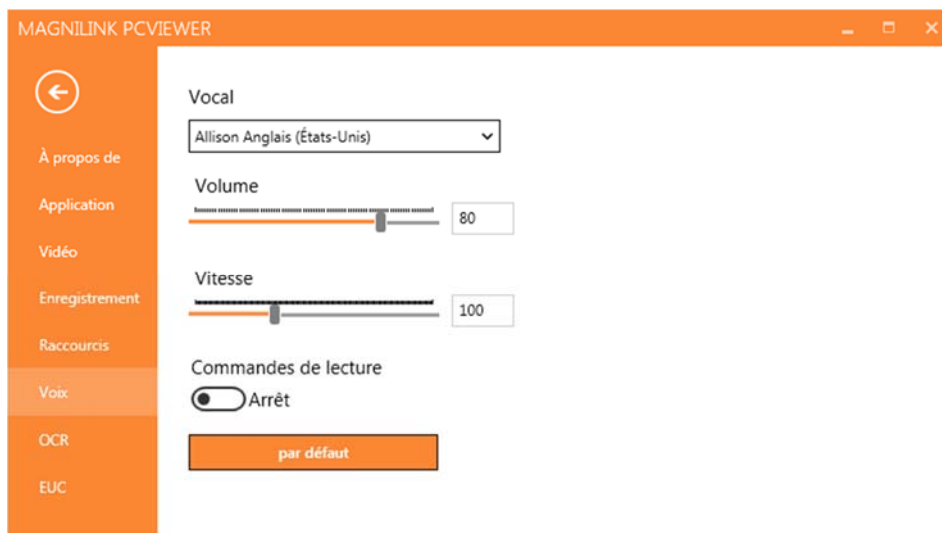 MAGNILINK PCVIEWER
À propos de
Application
Vidéo
Enregistrement
Raccourcis
Voix
OCR
EUC
Vocal
Allison Anglais (États-Unis)
Volume
80
Vitesse
100
Commandes de lecture
Arrêt
par défaut